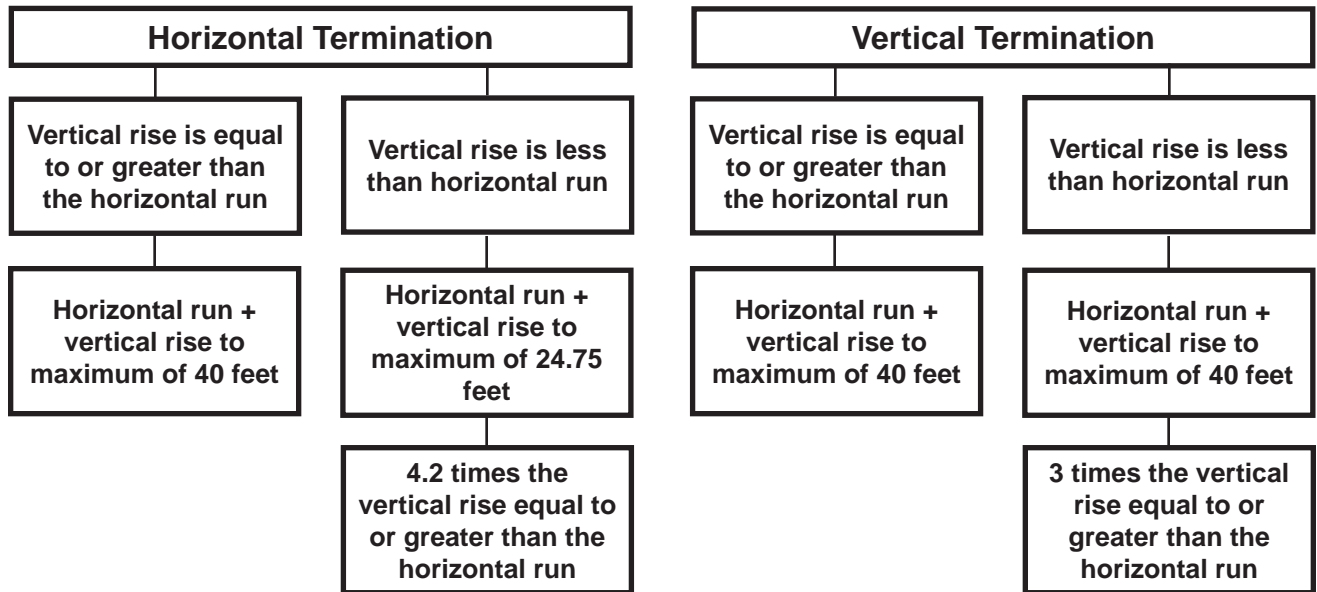 Horizontal Termination
Vertical rise is equal
to or greater than
the horizontal run
Horizontal run +
vertical rise to
maximum of 40 feet
Vertical rise is less
than horizontal run
Horizontal run +
vertical rise to
maximum of 24.75
feet
4.2 times the
vertical rise equal to
or greater than the
horizontal run
Vertical Termination
Vertical rise is equal
to or greater than
the horizontal run
Horizontal run +
vertical rise to
maximum of 40 feet
Vertical rise is less
than horizontal run
Horizontal run +
vertical rise to
maximum of 40 feet
3 times the vertical
rise equal to or
greater than the
horizontal run